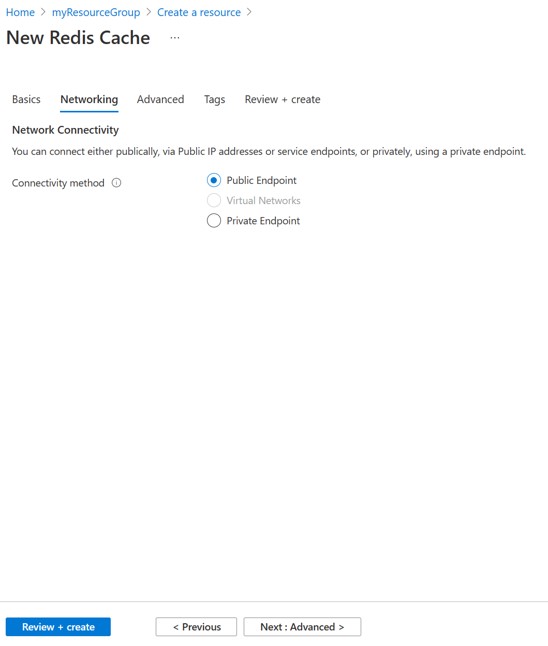 Home > myResourceGroup > Create a resource >
New Redis Cache ...
Basics Networking Advanced Tags Review + create
Network Connectivity
You can connect either publically, via Public IP addresses or service endpoints, or privately, using a private endpoint.
Connectivity method
Public Endpoint
Virtual Networks
Private Endpoint
Review + create < Previous Next : Advanced >